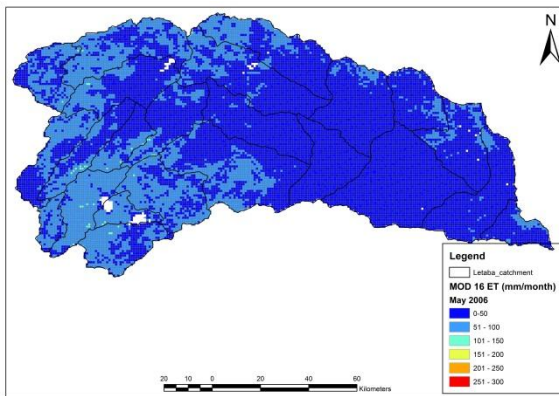 N
Legend
Letaba_catchment
MOD 16 ET (mm/month)
May 2006
0-50
51 - 100
101 - 150
151 - 200
201 - 250
251 - 300
20 10 0 20 40 60
Kilometers